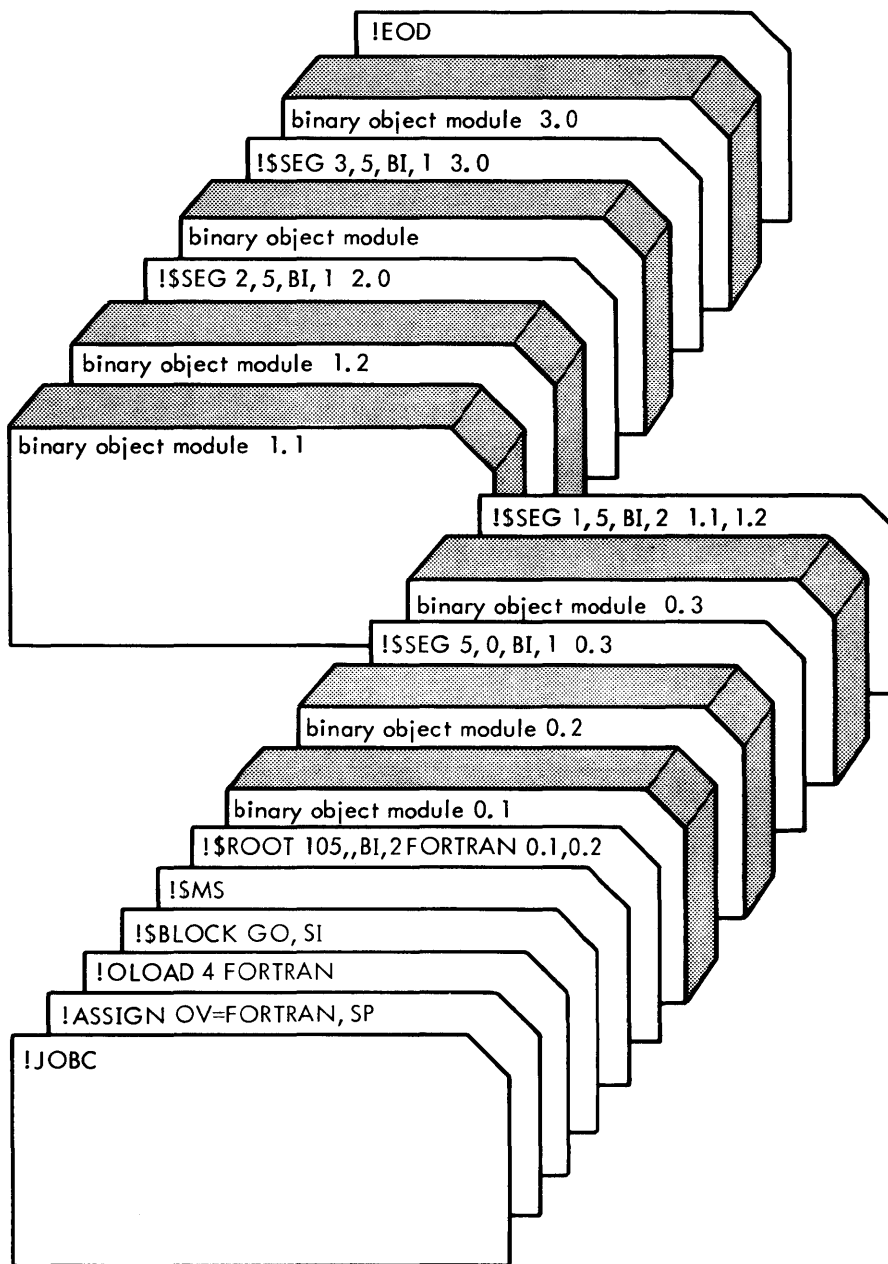 !EOD
binary object module 3.0
!$SEG 3,5,BI,1 3.0
binary object module
!$SEG 2,5,BI,1 2.0
binary object module 1.2
binary object module 1.1
!$SEG 1,5,BI,2 1.1,1.2
binary object module 0.3
!$SEG 5,0,BI,1 0.3
binary object module 0.2
binary object module 0.1
!$ROOT 105,,BI,2 FORTRAN 0.1,0.2
!$MS
!$BLOCK GO,SI
!OLOAD 4 FORTRAN
!ASSIGN OV=FORTRAN,SP
!JOBC